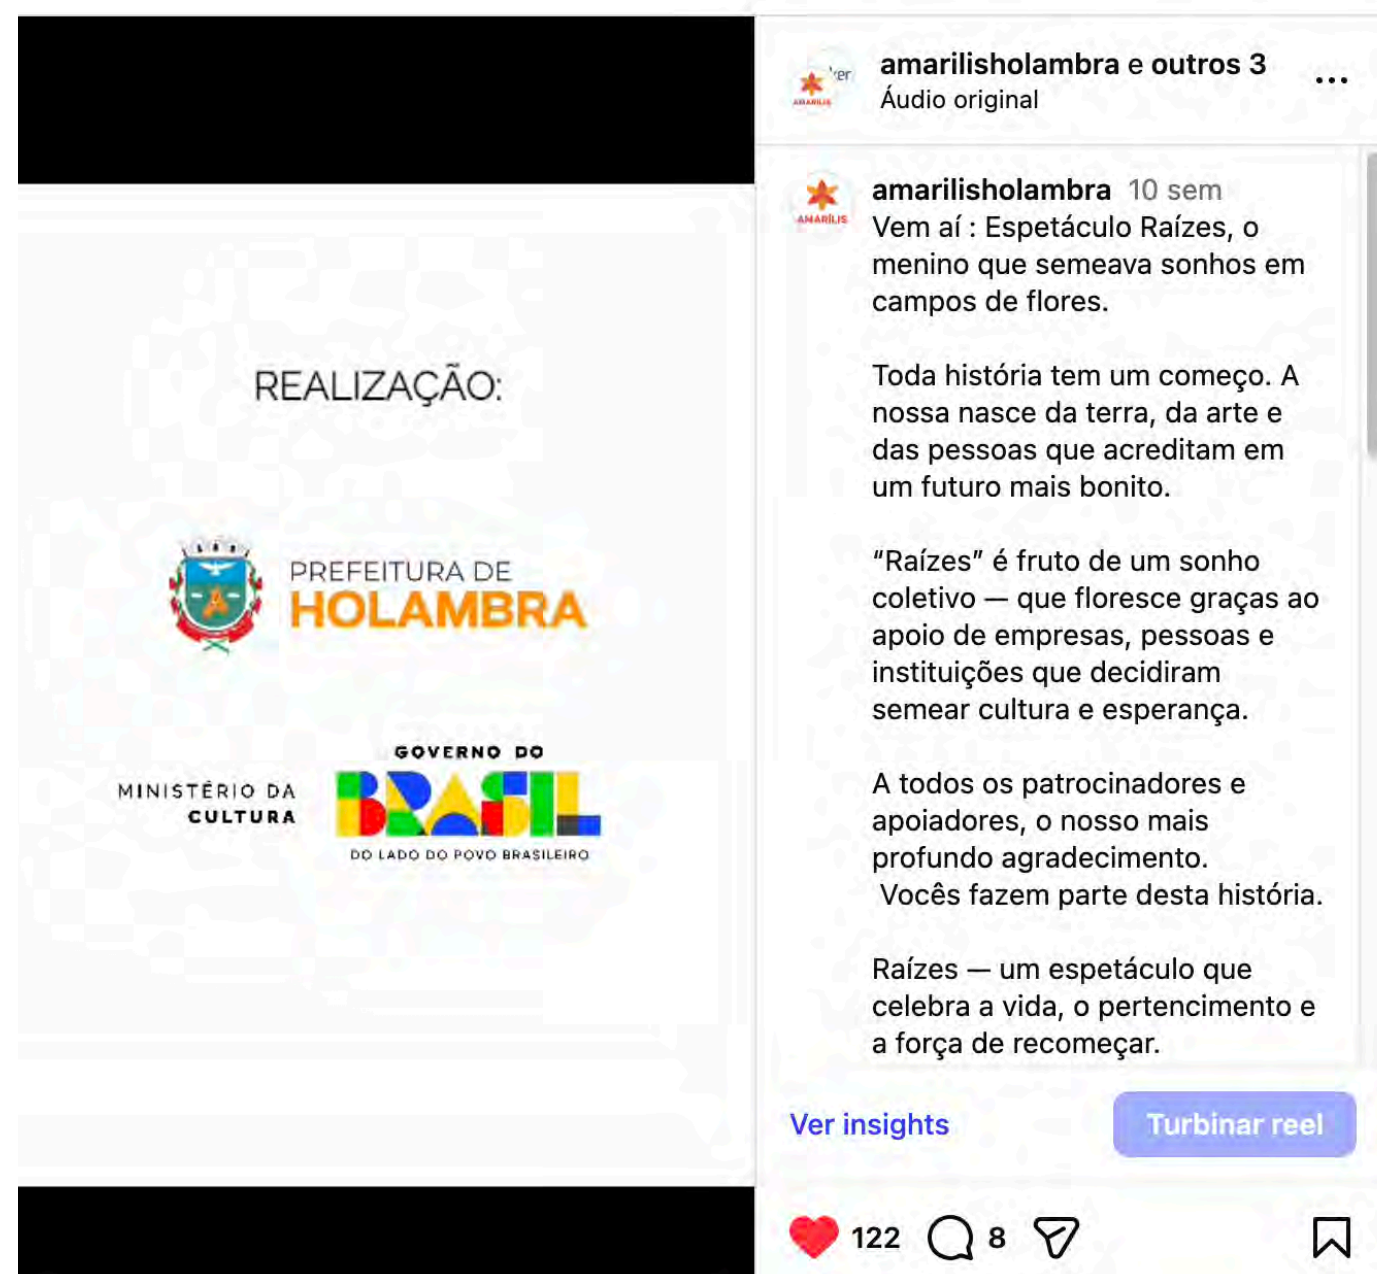 REALIZAÇÃO:
PREFEITURA DE
HOLAMBRA
MINISTÉRIO DA
CULTURA
GOVERNO DO
BRASIL
DO LADO DO POVO BRASILEIRO
amarilisholambra e outros 3
Áudio original
AMARÍLIS
amarilisholambra 10 sem
AMARÍLIS
Vem aí : Espetáculo Raízes, o
menino que semeava sonhos em
campos de flores.
Toda história tem um começo. A
nossa nasce da terra, da arte e
das pessoas que acreditam em
um futuro mais bonito.
“Raízes” é fruto de um sonho
coletivo — que floresce graças ao
apoio de empresas, pessoas e
instituições que decidiram
semear cultura e esperança.
A todos os patrocinadores e
apoiadores, o nosso mais
profundo agradecimento.
Vocês fazem parte desta história.
Raízes — um espetáculo que
celebra a vida, o pertencimento e
a força de recomeçar.
Ver insights
Turbinar reel
122 8